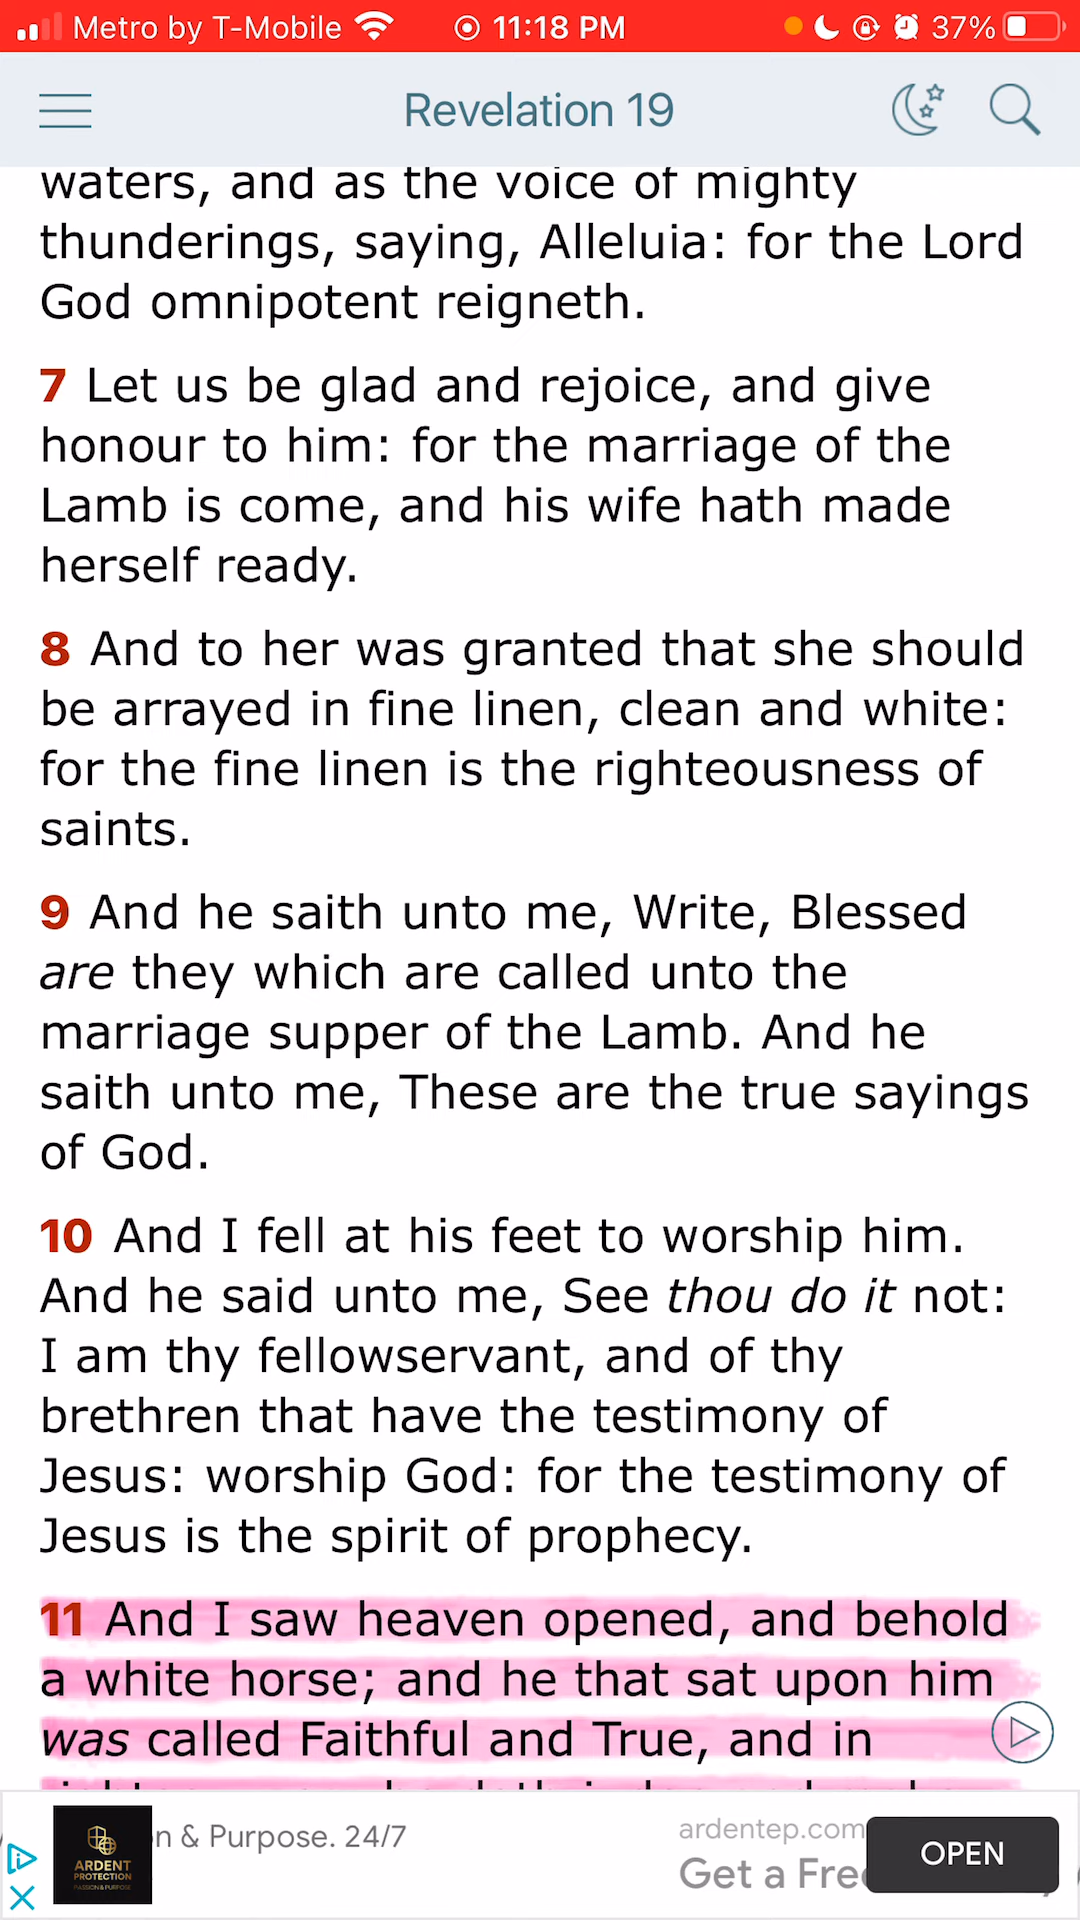 Metro by T-Mobile 11:18 PM 37%
Revelation 19
waters, and as the voice of mighty
thunderings, saying, Alleluia: for the Lord
God omnipotent reigneth.
7 Let us be glad and rejoice, and give
honour to him: for the marriage of the
Lamb is come, and his wife hath made
herself ready.
8 And to her was granted that she should
be arrayed in fine linen, clean and white:
for the fine linen is the righteousness of
saints.
9 And he saith unto me, Write, Blessed
are they which are called unto the
marriage supper of the Lamb. And he
saith unto me, These are the true sayings
of God.
10 And I fell at his feet to worship him.
And he said unto me, See thou do it not:
I am thy fellowservant, and of thy
brethren that have the testimony of
Jesus: worship God: for the testimony of
Jesus is the spirit of prophecy.
11 And I saw heaven opened, and behold
a white horse; and he that sat upon him
was called Faithful and True, and in
ARDENT
PROTECTION
PASSION & PURPOSE
n & Purpose. 24/7
ardentep.com
Get a Fre
OPEN